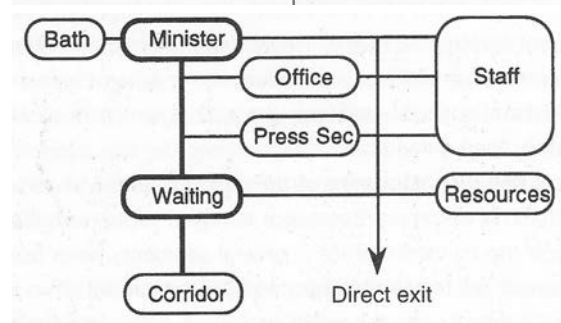 Bath
Minister
Office
Staff
Press Sec
Waiting
Resources
Corridor
Direct exit